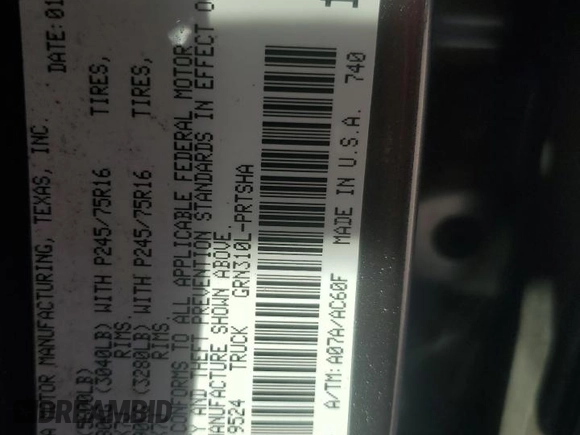 MOTOR MANUFACTURING, TEXAS, INC. DATE: 01
(3040LB) WITH P245/75R16 TIRES,
RIMS.
(3280LB) WITH P245/75R16 TIRES,
RIMS.
CONFORMS TO ALL APPLICABLE FEDERAL MOTOR
Y AND THEFT PREVENTION STANDARDS IN EFFECT O
MANUFACTURE SHOWN ABOVE.
9524 TRUCK GRN310L-PRTSHA
A/TM: A07A/AC60F MADE IN U.S.A. 740
DREAMBID